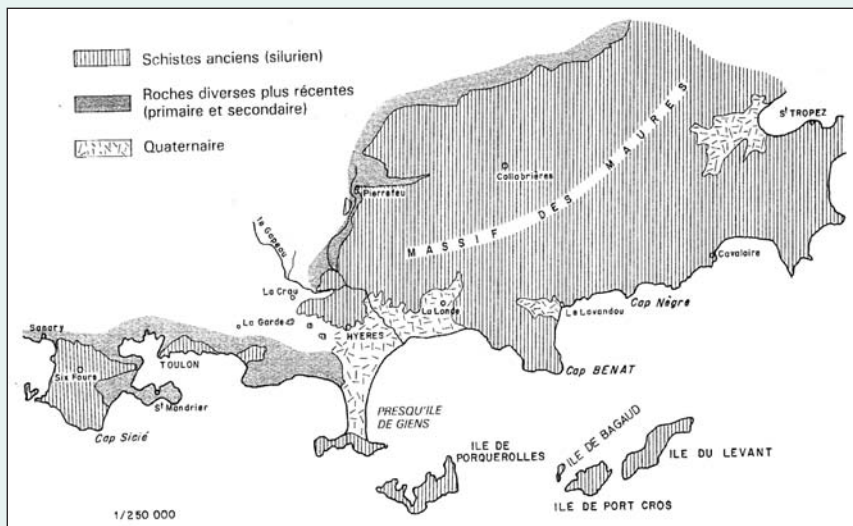 Schistes anciens (silurien)
Roches diverses plus récentes
(primaire et secondaire)
Quaternaire
St TROPEZ
Collobrières
MASSIF DES MAURES
Pierrefeu
le Gapeau
Cavalaire
La Crau
Cap Nègre
La Londe
Le Lavandou
La Garde
HYERES
Sanary
TOULON
Six Fours
Cap BENAT
St Mandrier
PRESQU'ILE
DE GIENS
Cap Sicié
ILE DE
PORQUEROLLES
ILE DE BAGAUD
ILE DU LEVANT
ILE DE PORT CROS
1/250 000